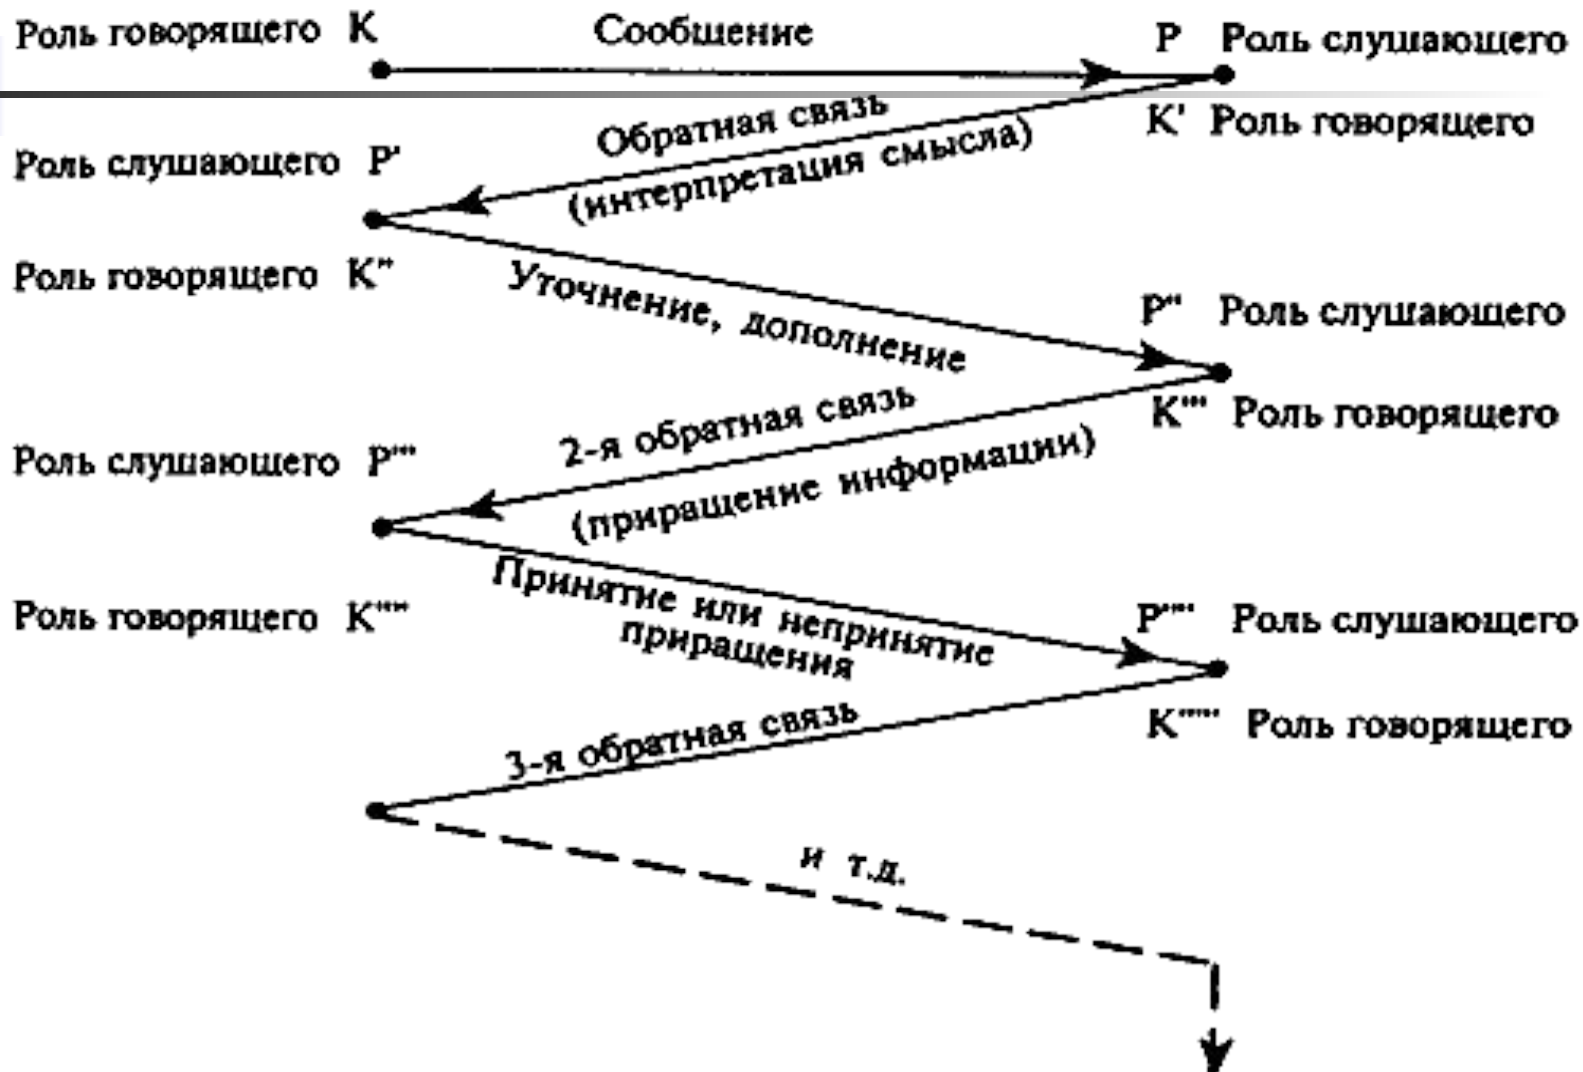 Роль говорящего К Сообщение Р Роль слушающего
Обратная связь К' Роль говорящего
Роль слушающего Р' (интерпретация смысла)
Роль говорящего К'' Уточнение, дополнение Р'' Роль слушающего
2-я обратная связь К''' Роль говорящего
Роль слушающего Р''' (приращение информации)
Принятие или непринятие
Роль говорящего К'''' приращения Р'''' Роль слушающего
3-я обратная связь К''''' Роль говорящего
и т.д.